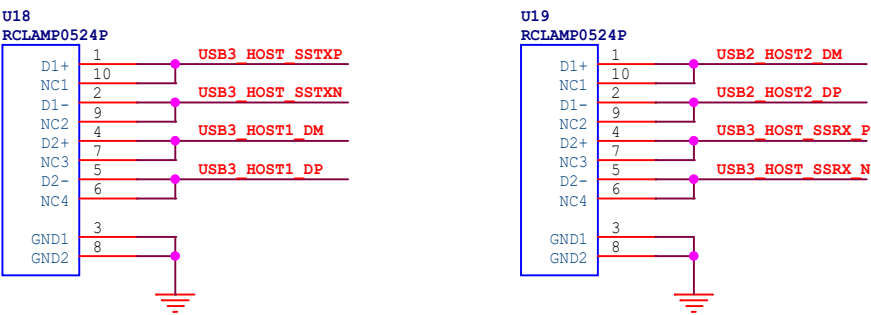 U18
RCLAMP0524P
D1+ 1 USB3_HOST_SSTXP
NC1 10
D1- 2 USB3_HOST_SSTXN
NC2 9
D2+ 4 USB3_HOST1_DM
NC3 7
D2- 5 USB3_HOST1_DP
NC4 6
GND1 3
GND2 8
U19
RCLAMP0524P
D1+ 1 USB2_HOST2_DM
NC1 10
D1- 2 USB2_HOST2_DP
NC2 9
D2+ 4 USB3_HOST_SSRX_P
NC3 7
D2- 5 USB3_HOST_SSRX_N
NC4 6
GND1 3
GND2 8